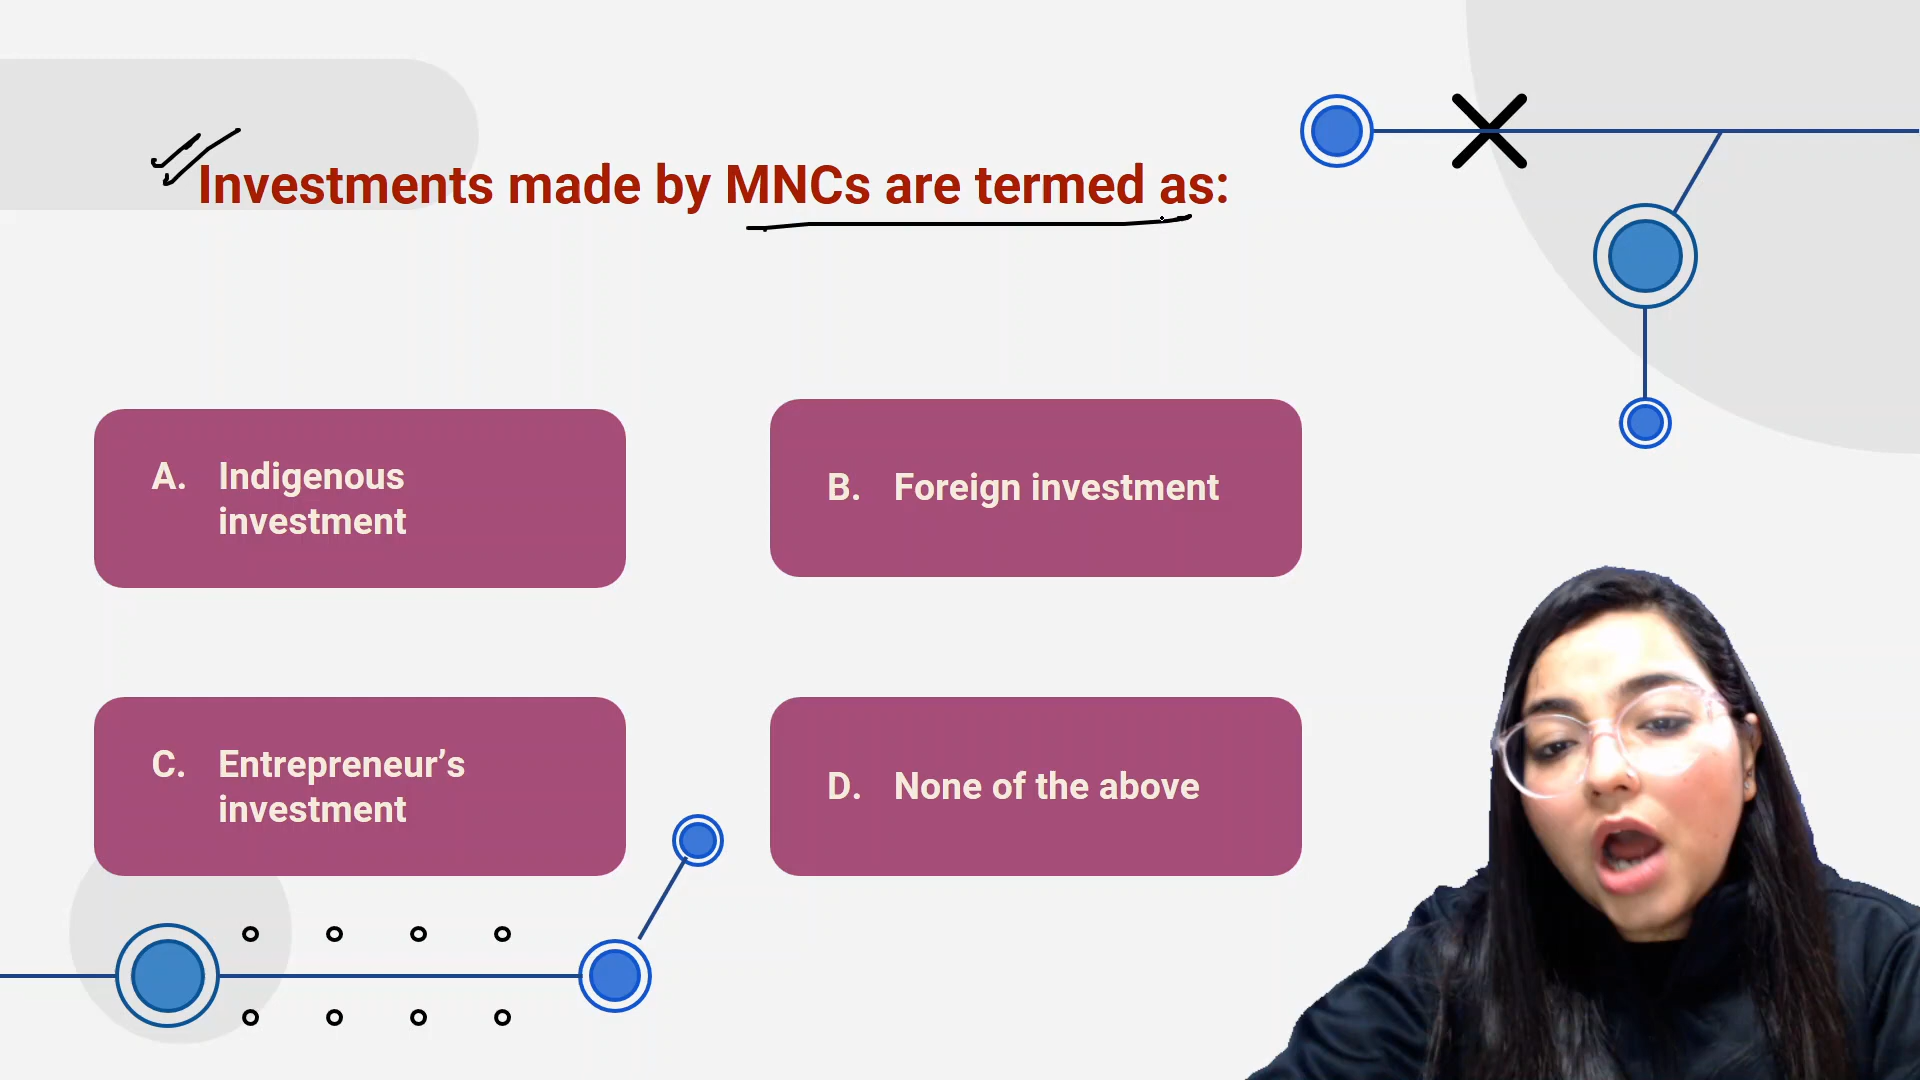 Investments made by MNCs are termed as:
A. Indigenous
investment
B. Foreign investment
C. Entrepreneur’s
investment
D. None of the above